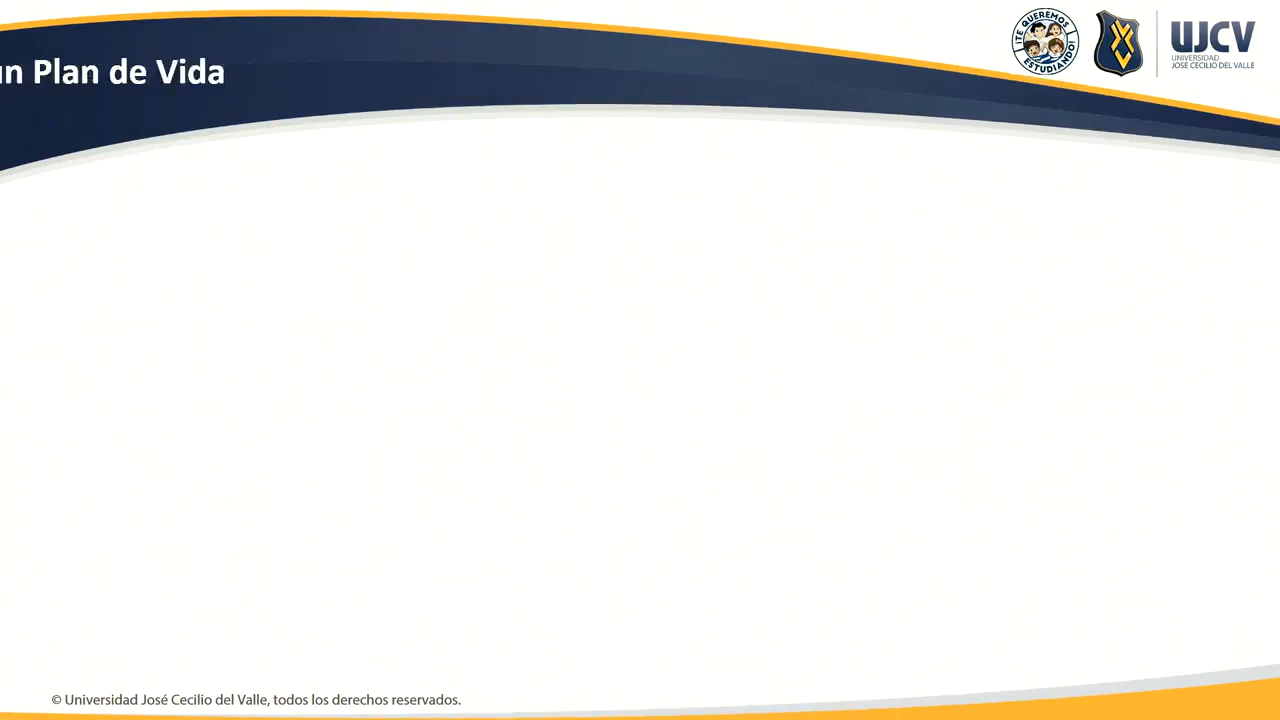 un Plan de Vida
¡TE QUEREMOS
ESTUDIANDO!
UJCV
UNIVERSIDAD
JOSÉ CECILIO DEL VALLE
© Universidad José Cecilio del Valle, todos los derechos reservados.